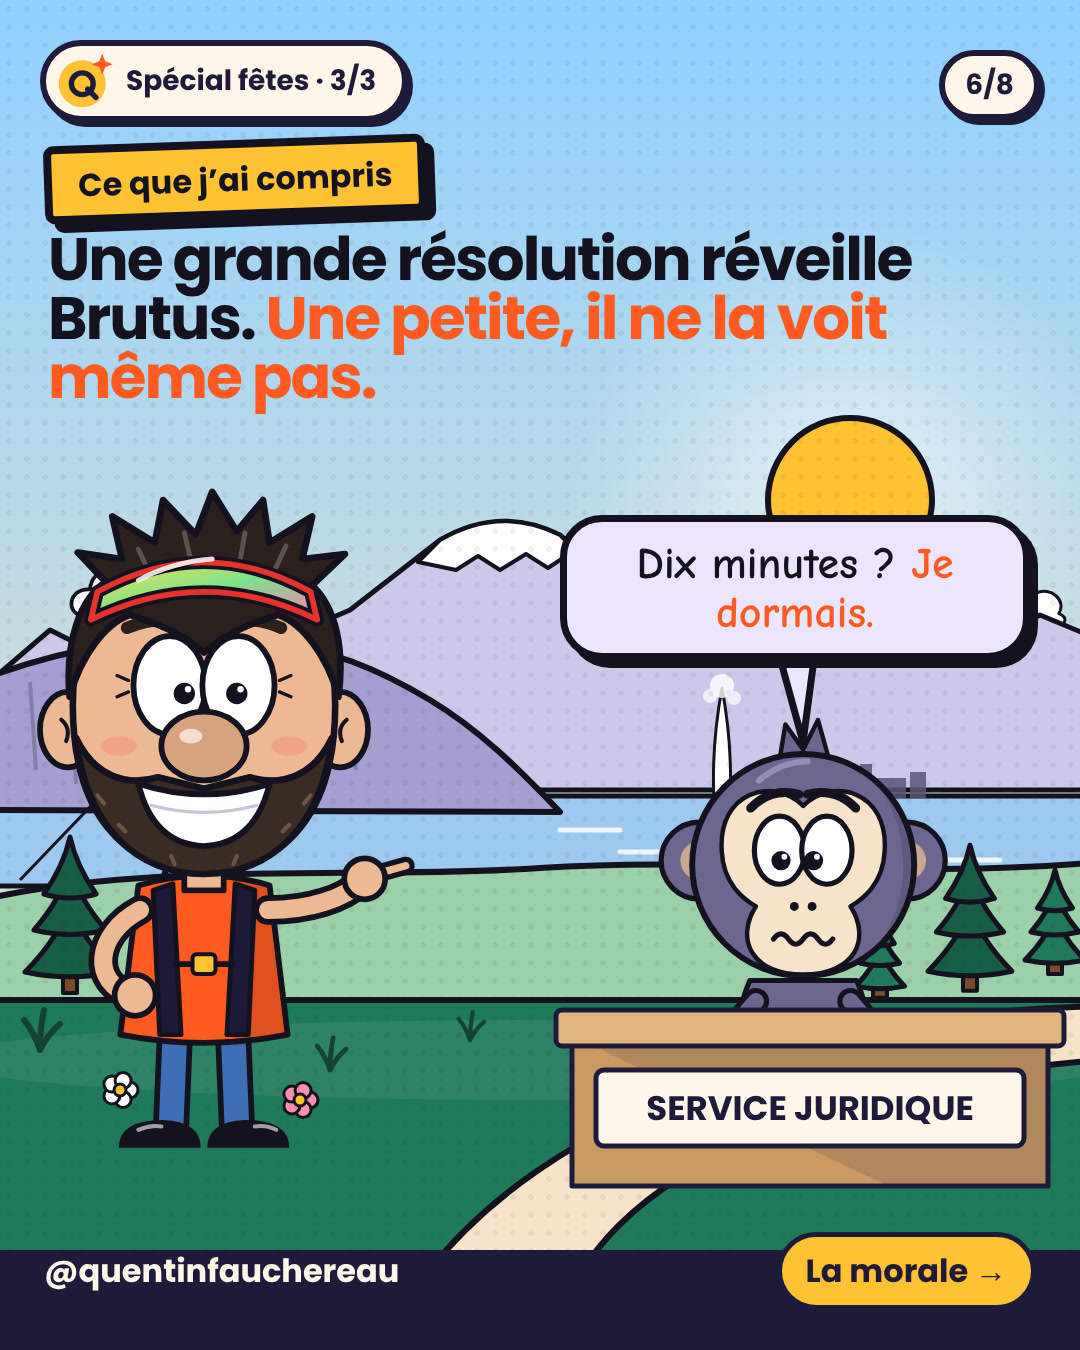 Q Spécial fêtes · 3/3
6/8
Ce que j’ai compris
Une grande résolution réveille
Brutus. Une petite, il ne la voit
même pas.
Dix minutes ? Je
dormais.
SERVICE JURIDIQUE
@quentinfauchereau
La morale →